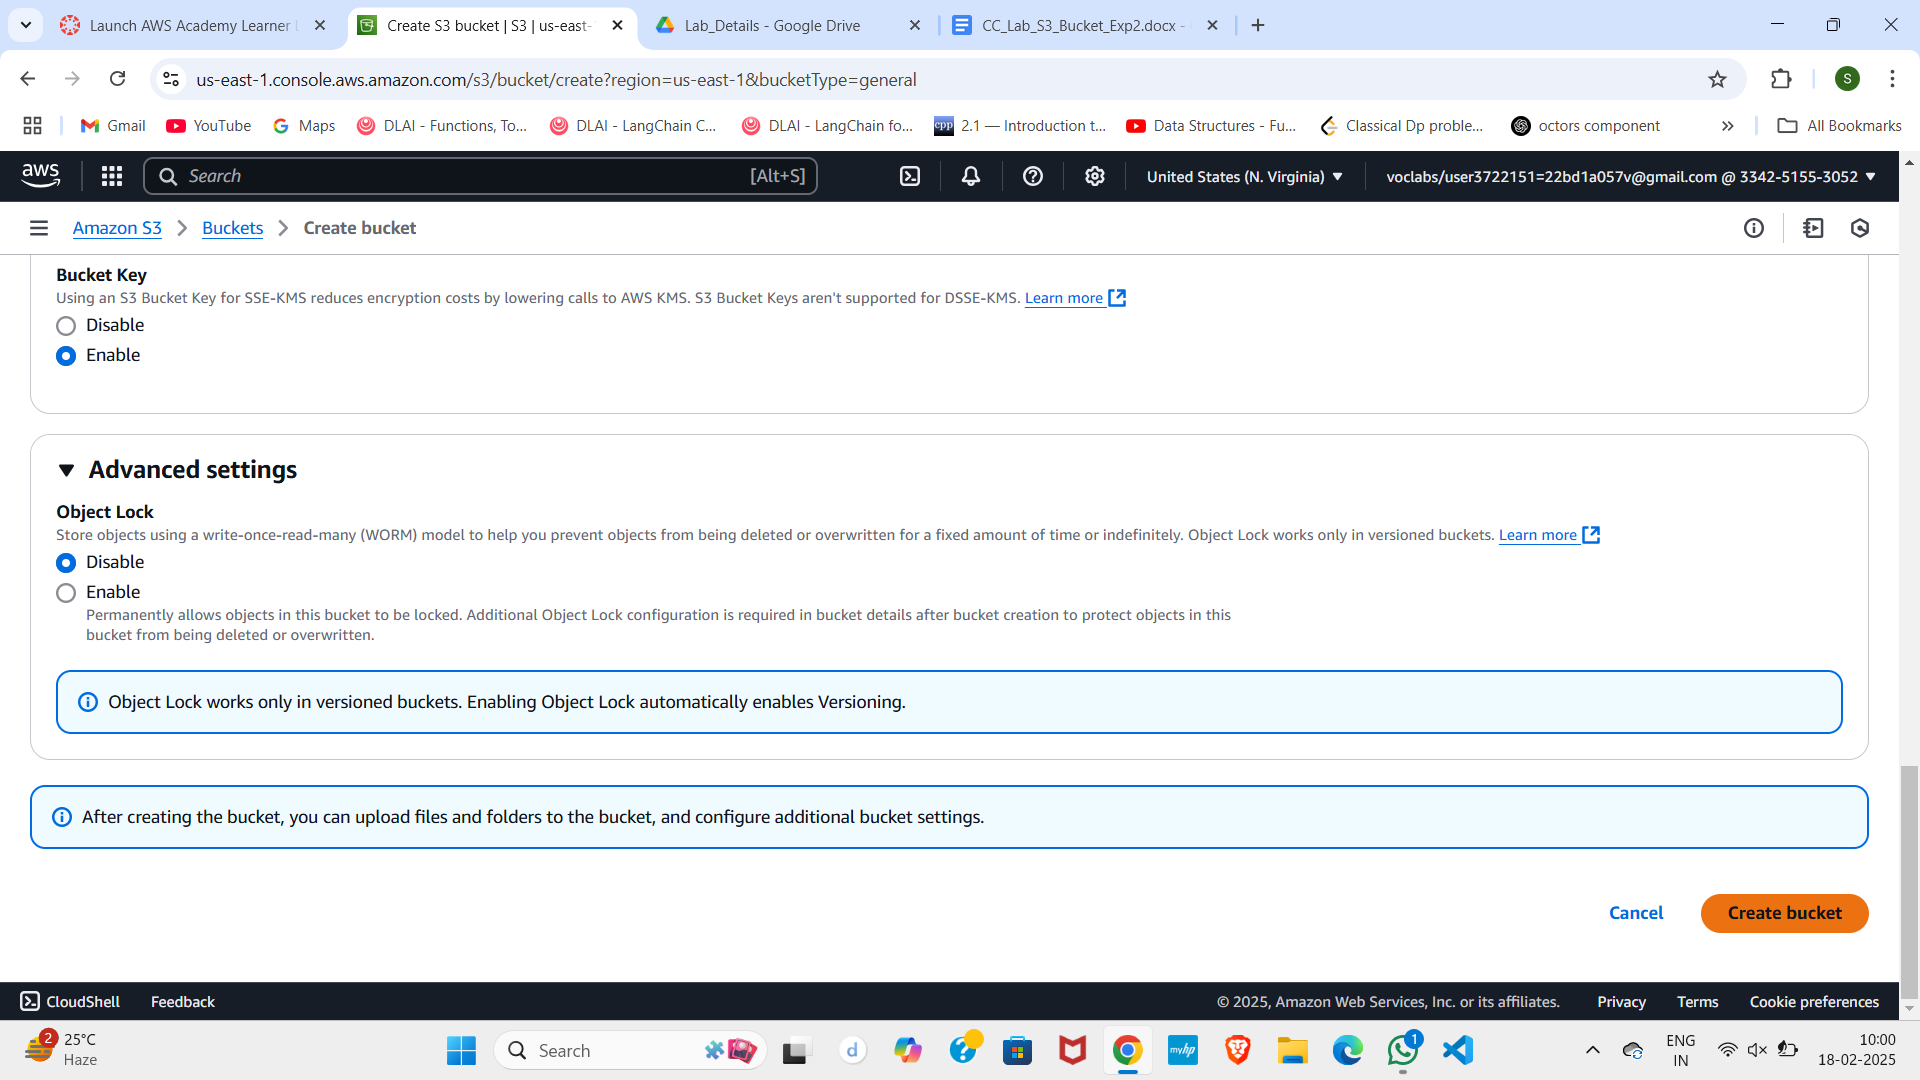 Launch AWS Academy Learner L
Create S3 bucket | S3 | us-east-
Lab_Details - Google Drive
CC_Lab_S3_Bucket_Exp2.docx -
us-east-1.console.aws.amazon.com/s3/bucket/create?region=us-east-1&bucketType=general
S
Gmail
YouTube
Maps
DLAI - Functions, To...
DLAI - LangChain C...
DLAI - LangChain fo...
cpp
2.1 — Introduction t...
Data Structures - Fu...
Classical Dp proble...
octors component
All Bookmarks
aws
Search
[Alt+S]
United States (N. Virginia)
voclabs/user3722151=22bd1a057v@gmail.com @ 3342-5155-3052
Amazon S3
Buckets
Create bucket
Bucket Key
Using an S3 Bucket Key for SSE-KMS reduces encryption costs by lowering calls to AWS KMS. S3 Bucket Keys aren't supported for DSSE-KMS. Learn more
Disable
Enable
Advanced settings
Object Lock
Store objects using a write-once-read-many (WORM) model to help you prevent objects from being deleted or overwritten for a fixed amount of time or indefinitely. Object Lock works only in versioned buckets. Learn more
Disable
Enable
Permanently allows objects in this bucket to be locked. Additional Object Lock configuration is required in bucket details after bucket creation to protect objects in this
bucket from being deleted or overwritten.
Object Lock works only in versioned buckets. Enabling Object Lock automatically enables Versioning.
After creating the bucket, you can upload files and folders to the bucket, and configure additional bucket settings.
Cancel
Create bucket
CloudShell
Feedback
© 2025, Amazon Web Services, Inc. or its affiliates.
Privacy
Terms
Cookie preferences
2
25°C
Haze
Search
d
myhp
1
ENG
IN
10:00
18-02-2025